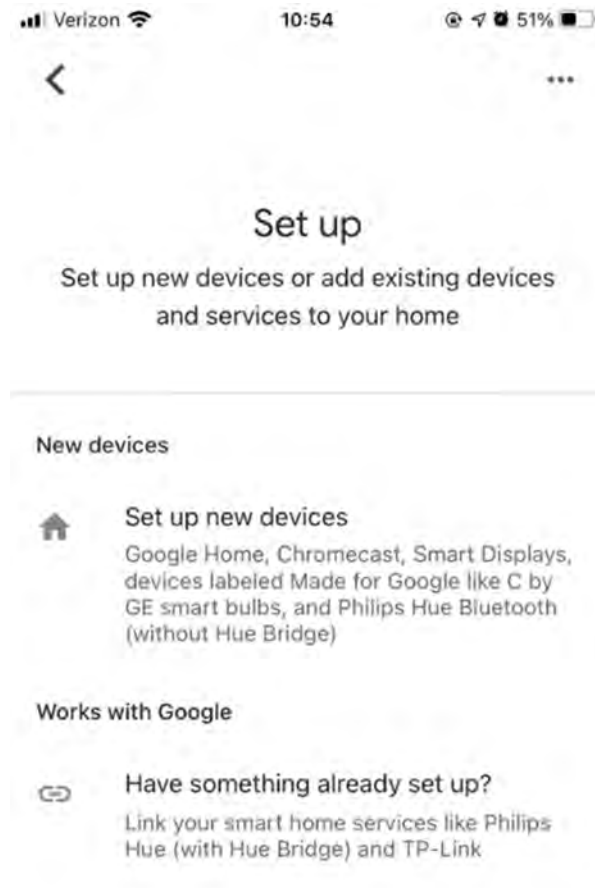 Verizon 10:54 51%
Set up
Set up new devices or add existing devices
and services to your home
New devices
Set up new devices
Google Home, Chromecast, Smart Displays,
devices labeled Made for Google like C by
GE smart bulbs, and Philips Hue Bluetooth
(without Hue Bridge)
Works with Google
Have something already set up?
Link your smart home services like Philips
Hue (with Hue Bridge) and TP-Link